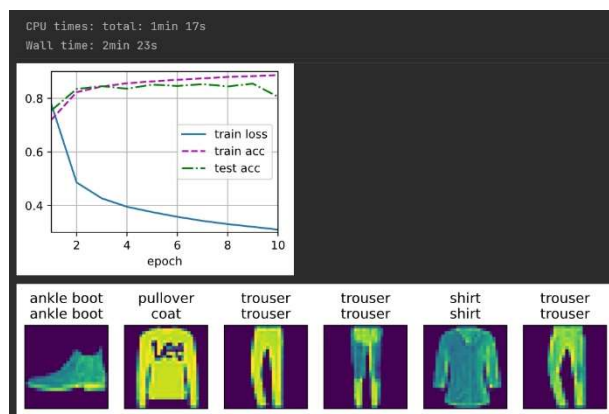 CPU times: total: 1min 17s
Wall time: 2min 23s
0.8
0.6
0.4
train loss
train acc
test acc
2 4 6 8 10
epoch
ankle boot pullover trouser trouser shirt trouser
ankle boot coat trouser trouser shirt trouser
Lee